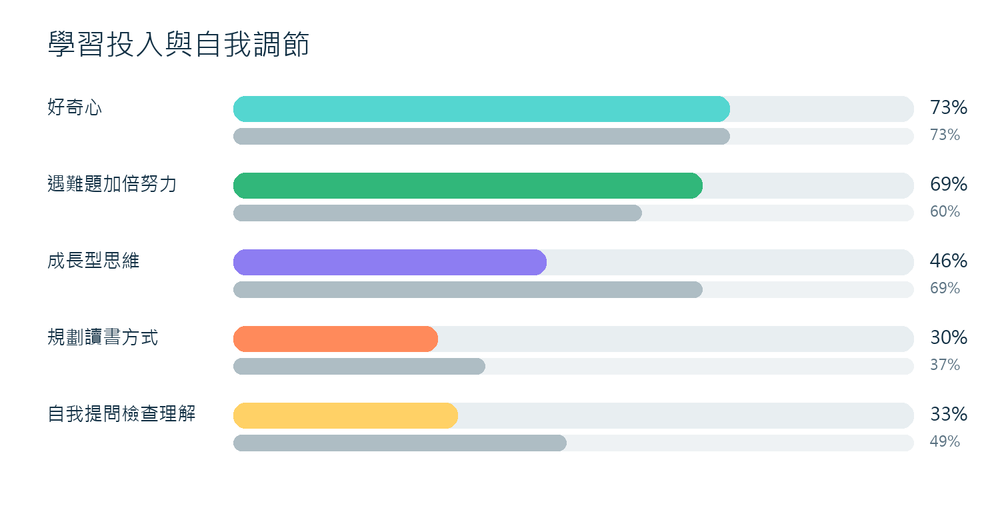 學習投入與自我調節
好奇心
73%
73%
遇難題加倍努力
69%
60%
成長型思維
46%
69%
規劃讀書方式
30%
37%
自我提問檢查理解
33%
49%